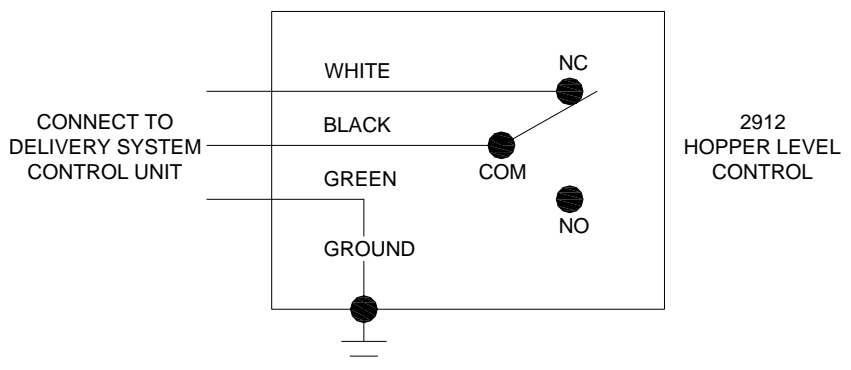 WHITE
NC
CONNECT TO
DELIVERY SYSTEM
CONTROL UNIT
BLACK
COM
2912
HOPPER LEVEL
CONTROL
GREEN
NO
GROUND